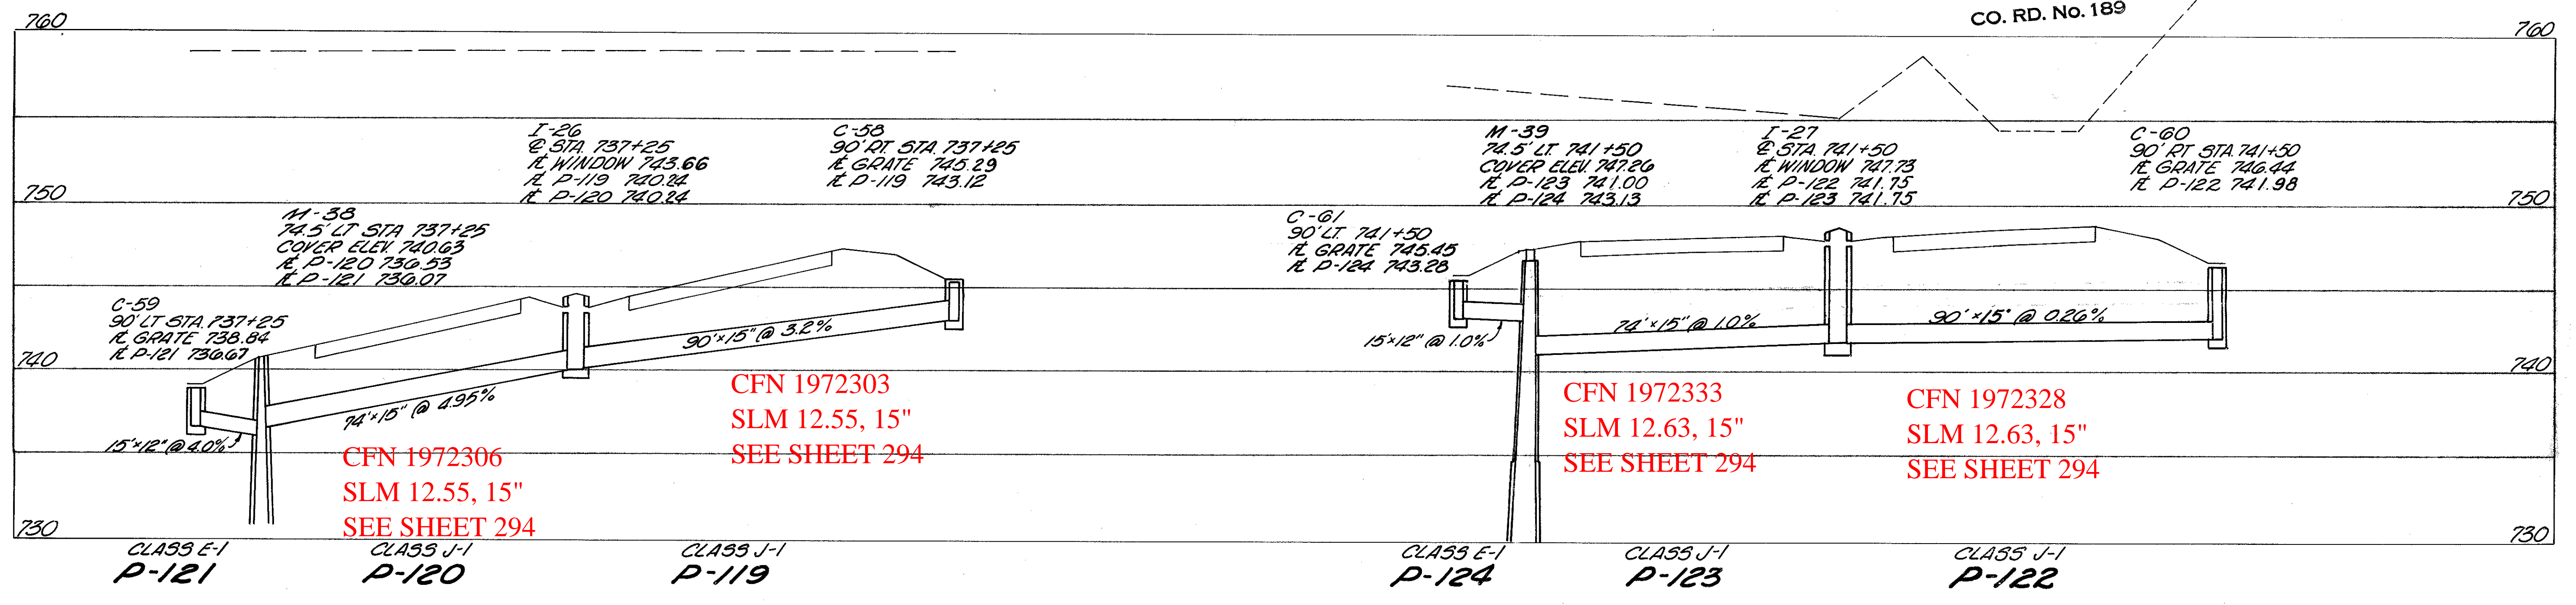 CO. RD. No. 189
760
760
I-26
℄ STA. 737+25
℄ WINDOW 743.66
℄ P-119 740.24
℄ P-120 740.24
C-58
90' RT STA. 737+25
℄ GRATE 745.29
℄ P-119 743.12
M-39
74.5' LT. 741+50
COVER ELEV. 747.26
℄ P-123 741.00
℄ P-124 743.13
I-27
℄ STA. 741+50
℄ WINDOW 747.73
℄ P-122 741.75
℄ P-123 741.75
C-60
90' RT STA. 741+50
℄ GRATE 746.44
℄ P-122 741.98
750
750
M-38
74.5' LT STA 737+25
COVER ELEV. 740.63
℄ P-120 736.53
℄ P-121 736.07
C-61
90' LT. 741+50
℄ GRATE 745.45
℄ P-124 743.28
C-59
90' LT STA. 737+25
℄ GRATE 738.84
℄ P-121 736.67
90'×15" @ 3.2%
15'×12" @ 1.0%
74'×15" @ 1.0%
90'×15" @ 0.26%
740
740
74'×15" @ 4.95%
15'×12" @ 4.0%
CFN 1972303
SLM 12.55, 15"
SEE SHEET 294
CFN 1972333
SLM 12.63, 15"
SEE SHEET 294
CFN 1972328
SLM 12.63, 15"
SEE SHEET 294
CFN 1972306
SLM 12.55, 15"
SEE SHEET 294
730
730
CLASS E-1
P-121
CLASS J-1
P-120
CLASS J-1
P-119
CLASS E-1
P-124
CLASS J-1
P-123
CLASS J-1
P-122